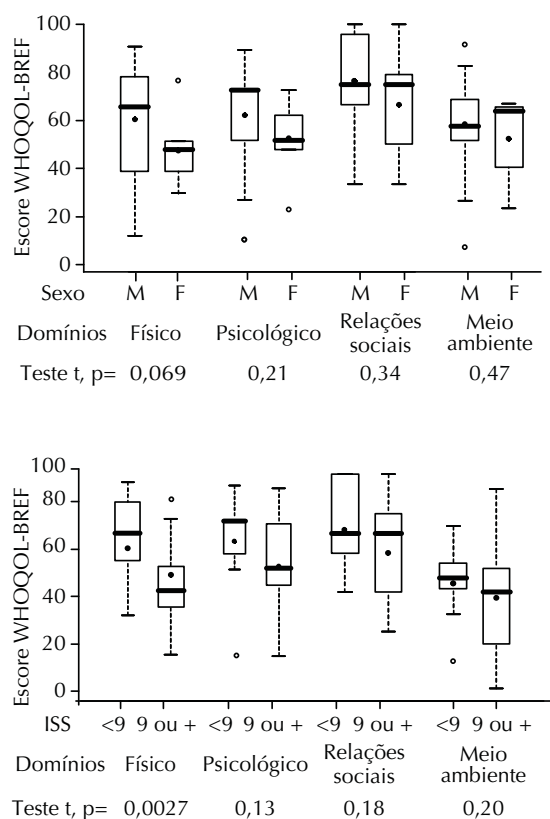 Escore WHOQOL-BREF
100
80
60
40
20
0
Sexo M F M F M F M F
Domínios Físico Psicológico Relações sociais Meio ambiente
Teste t, p= 0,069 0,21 0,34 0,47
Escore WHOQOL-BREF
100
80
60
40
20
0
ISS <9 9 ou + <9 9 ou + <9 9 ou + <9 9 ou +
Domínios Físico Psicológico Relações sociais Meio ambiente
Teste t, p= 0,0027 0,13 0,18 0,20